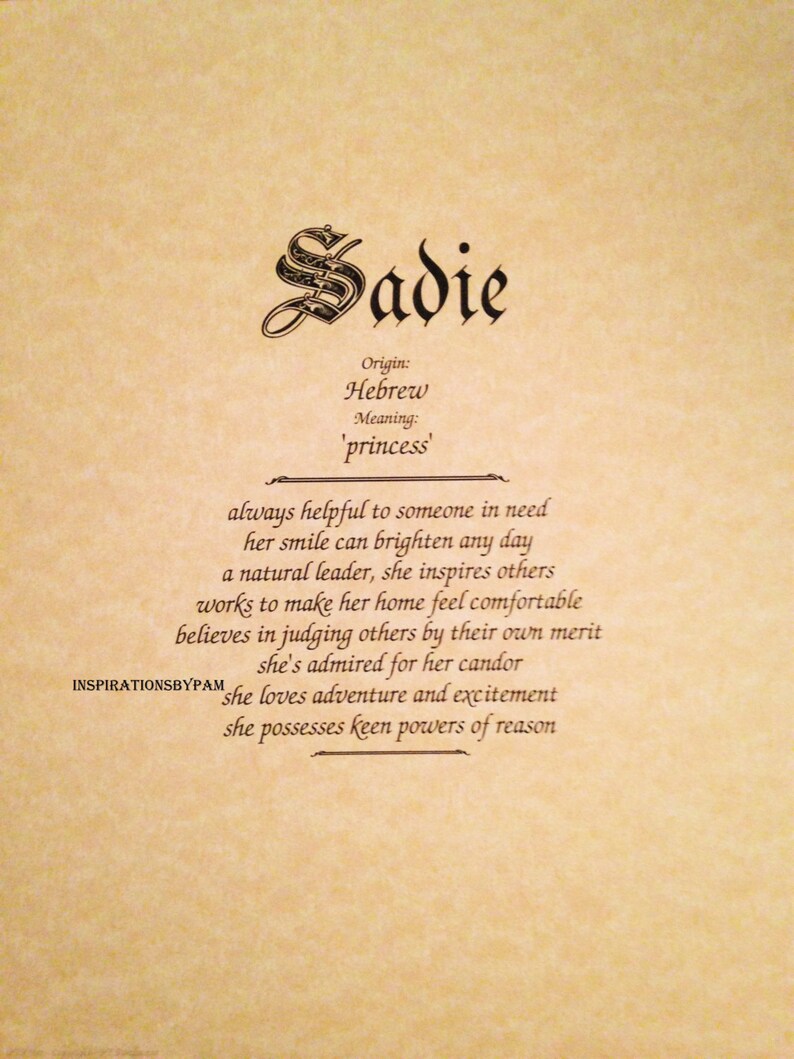 Sadie
Origin:
Hebrew
Meaning:
'princess'
always helpful to someone in need
her smile can brighten any day
a natural leader, she inspires others
works to make her home feel comfortable
believes in judging others by their own merit
she's admired for her candor
INSPIRATIONSBYPAM
she loves adventure and excitement
she possesses keen powers of reason